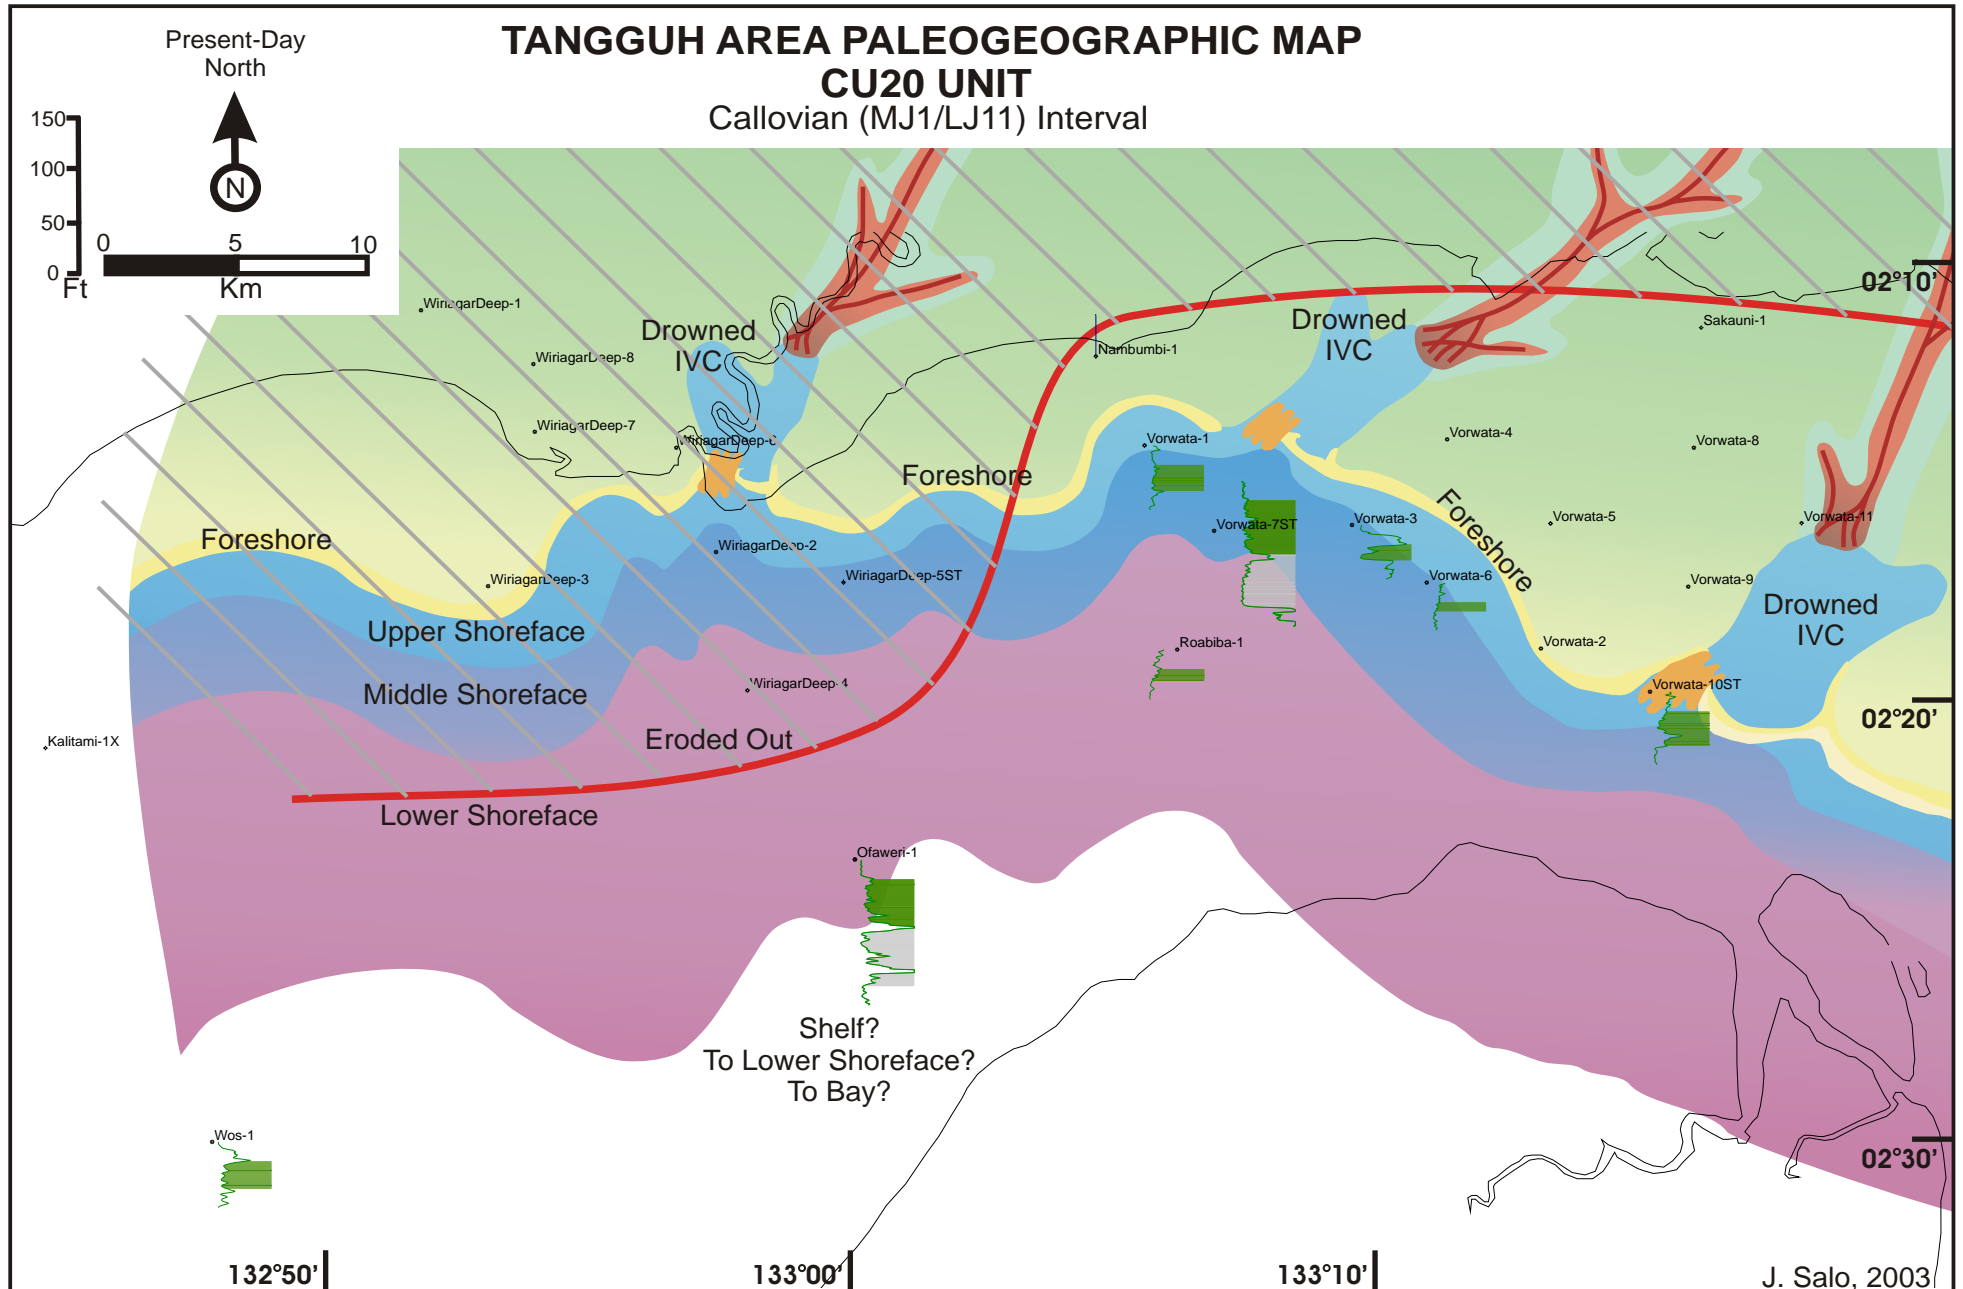 TANGGUH AREA PALEOGEOGRAPHIC MAP
CU20 UNIT
Callovian (MJ1/LJ11) Interval
Present-Day
North
N
150
100
50
0
Ft
0 5 10
Km
WiriagarDeep-1
WiriagarDeep-8
WiriagarDeep-7
WiriagarDeep-6
Drowned
IVC
Nambumbi-1
Drowned
IVC
Sakauni-1
02°10'
Vorwata-1
Vorwata-4
Vorwata-8
Foreshore
Foreshore
Foreshore
WiriagarDeep-2
WiriagarDeep-3
WiriagarDeep-5ST
Vorwata-7ST
Vorwata-3
Vorwata-5
Vorwata-11
Vorwata-6
Vorwata-9
Drowned
IVC
Upper Shoreface
Roabiba-1
Vorwata-2
Middle Shoreface
WiriagarDeep-4
Vorwata-10ST
02°20'
Kalitami-1X
Eroded Out
Lower Shoreface
Ofaweri-1
Shelf?
To Lower Shoreface?
To Bay?
Wos-1
02°30'
132°50'
133°00'
133°10'
J. Salo, 2003